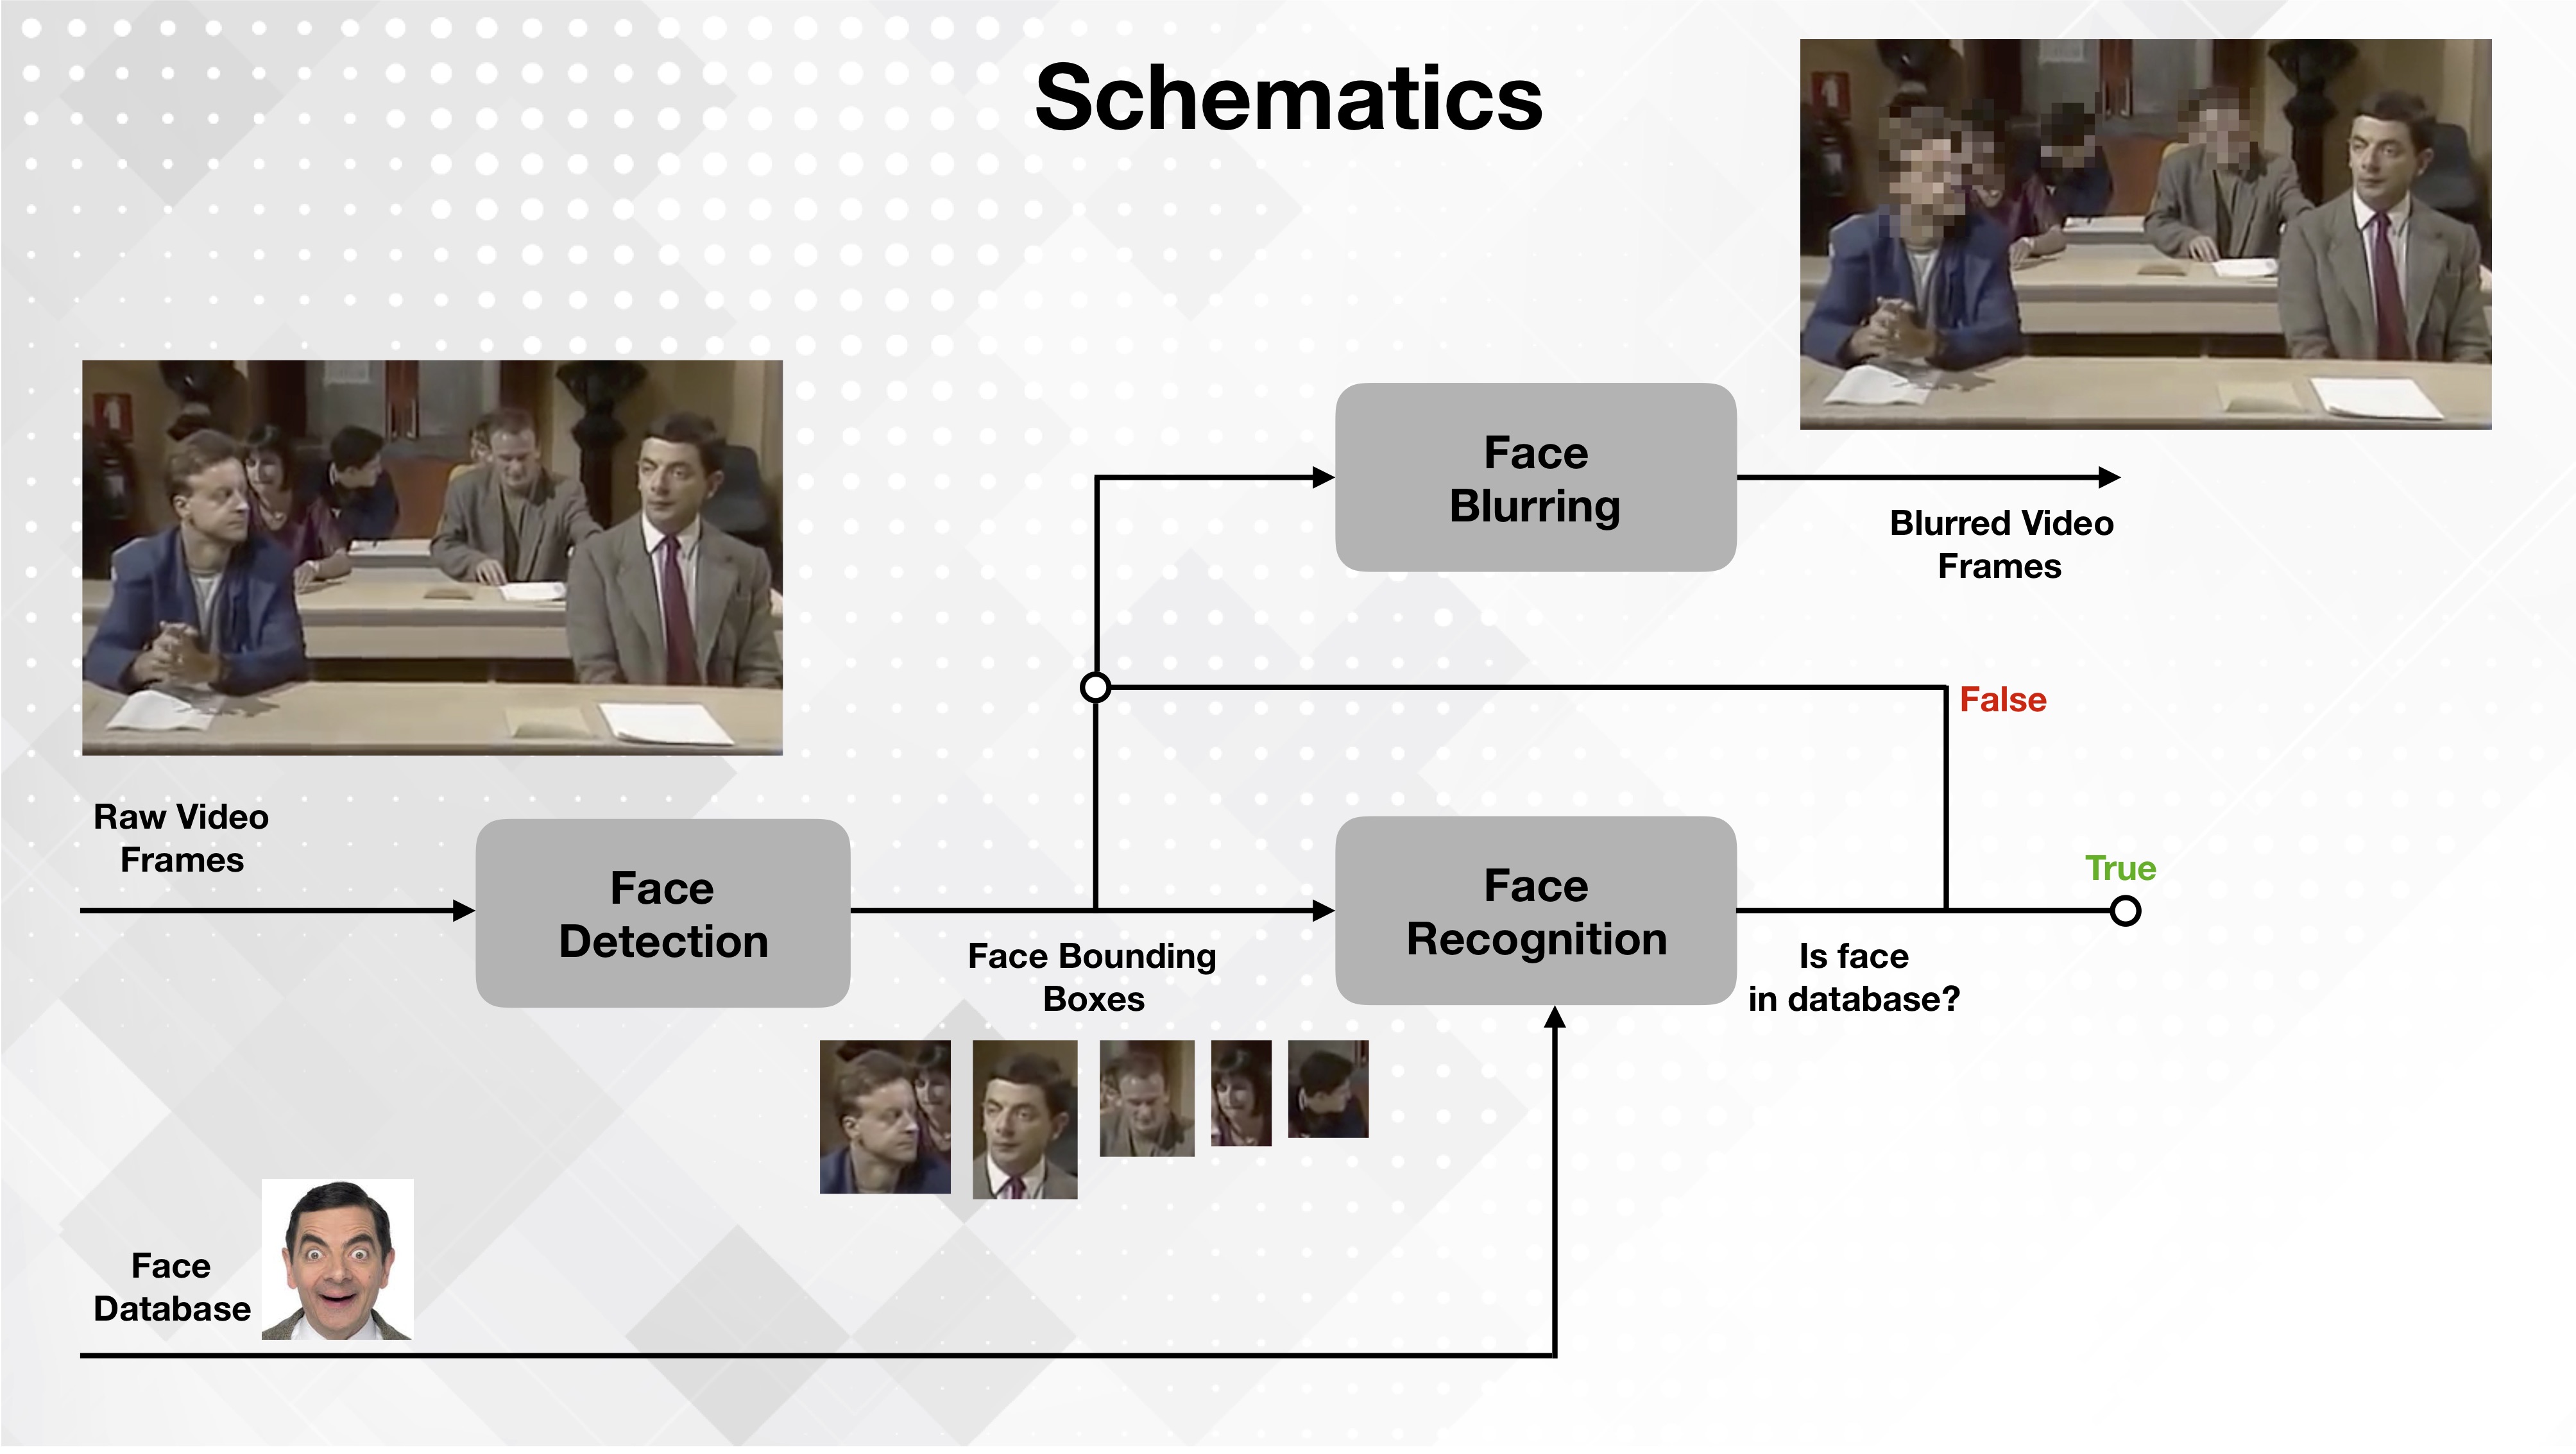 Schematics
Face
Blurring
Blurred Video
Frames
False
Raw Video
Frames
Face
Detection
Face Bounding
Boxes
Face
Recognition
Is face
in database?
True
Face
Database